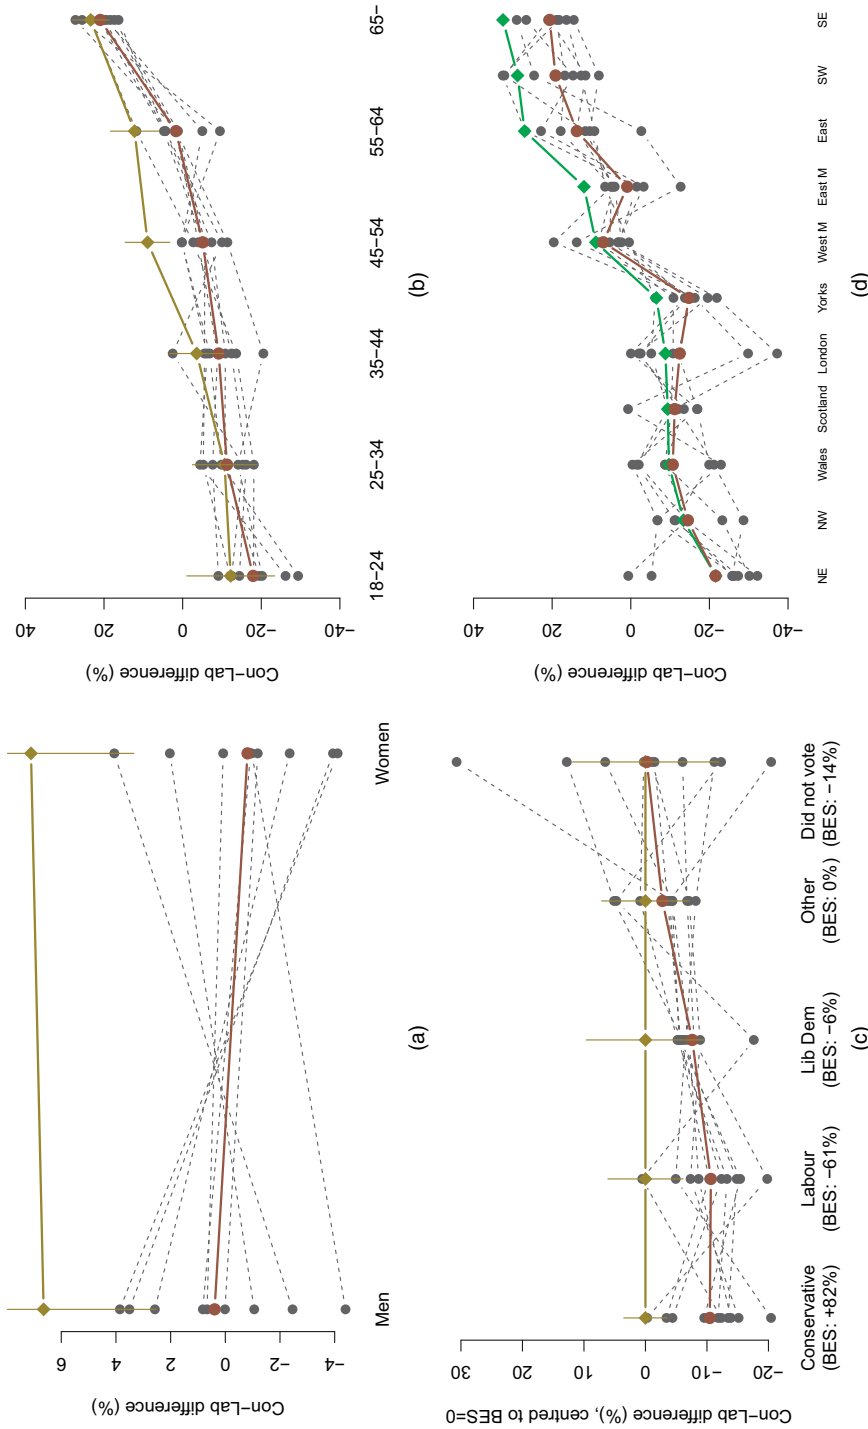 Con−Lab difference (%)
6
4
2
0
−2
−4
Men
Women
(a)
Con−Lab difference (%)
40
20
0
−20
−40
18−24
25−34
35−44
45−54
55−64
65−
(b)
Con−Lab difference (%), centred to BES=0
30
20
10
0
−10
−20
Conservative
Labour
Lib Dem
Other
Did not vote
(BES: +82%)
(BES: −61%)
(BES: −6%)
(BES: 0%)
(BES: −14%)
(c)
Con−Lab difference (%)
40
20
0
−20
−40
NE
NW
Wales
Scotland
London
Yorks
West M
East M
East
SW
SE
(d)